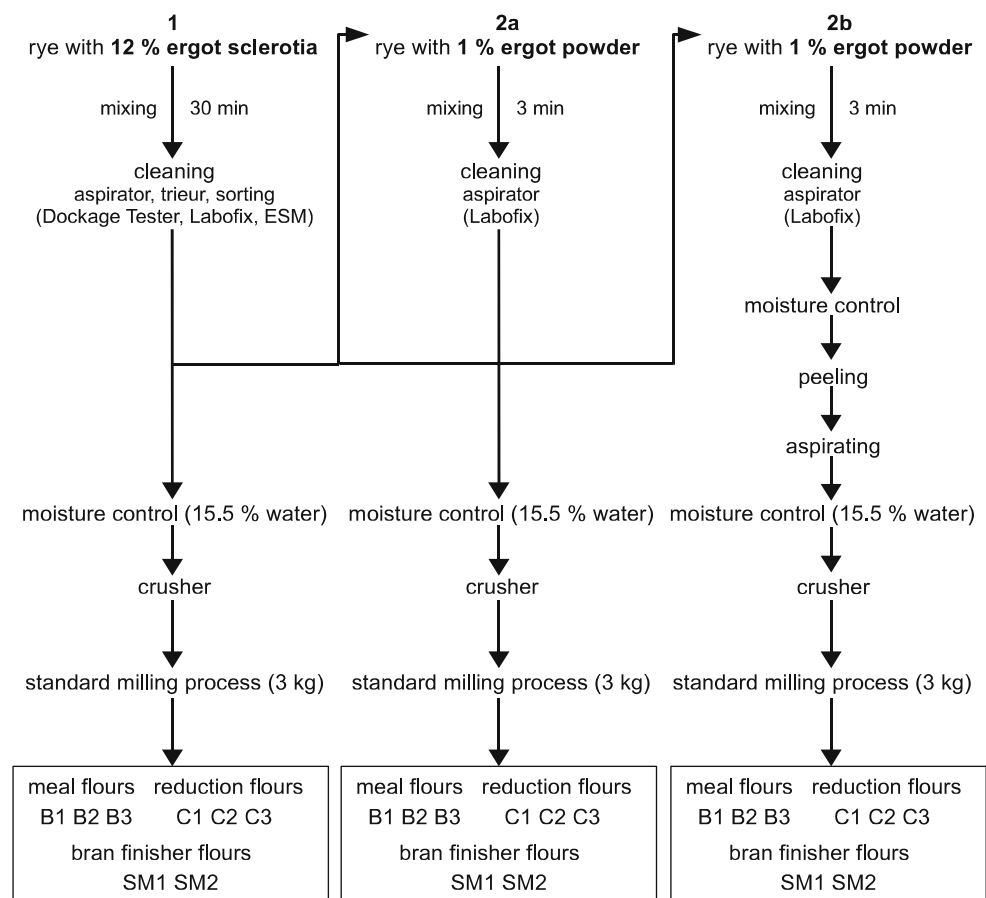 1
rye with 12 % ergot sclerotia
mixing 30 min
cleaning
aspirator, trieur, sorting
(Dockage Tester, Labofix, ESM)
moisture control (15.5 % water)
crusher
standard milling process (3 kg)
meal flours reduction flours
B1 B2 B3 C1 C2 C3
bran finisher flours
SM1 SM2
2a
rye with 1 % ergot powder
mixing 3 min
cleaning
aspirator
(Labofix)
moisture control (15.5 % water)
crusher
standard milling process (3 kg)
meal flours reduction flours
B1 B2 B3 C1 C2 C3
bran finisher flours
SM1 SM2
2b
rye with 1 % ergot powder
mixing 3 min
cleaning
aspirator
(Labofix)
moisture control
peeling
aspirating
moisture control (15.5 % water)
crusher
standard milling process (3 kg)
meal flours reduction flours
B1 B2 B3 C1 C2 C3
bran finisher flours
SM1 SM2